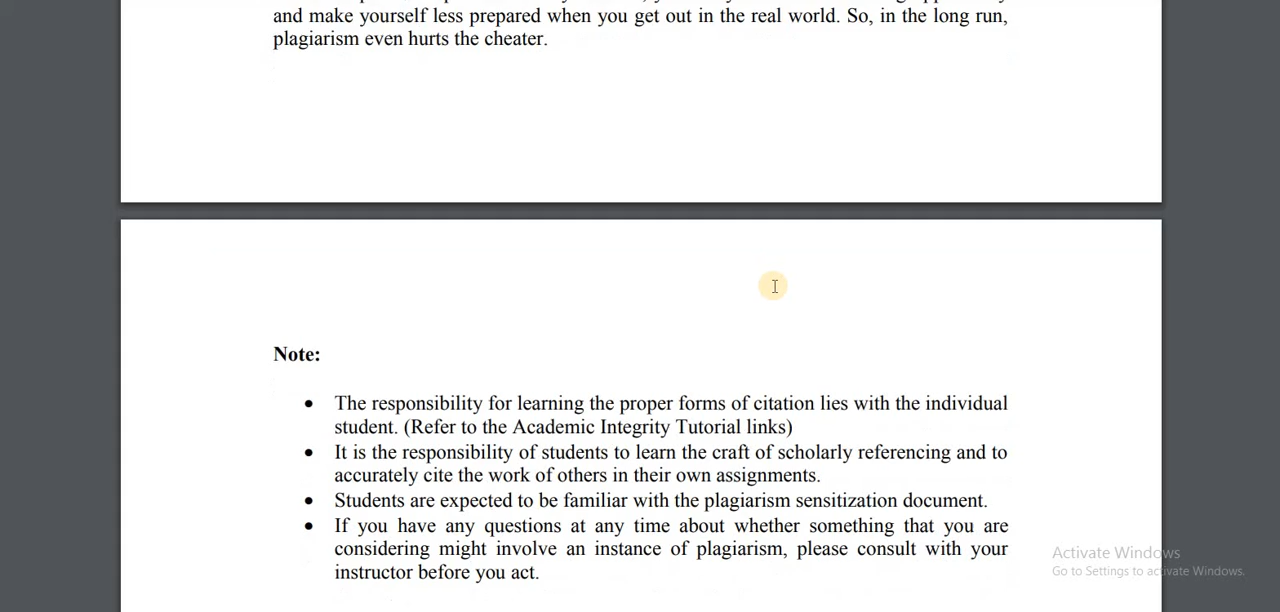 and make yourself less prepared when you get out in the real world. So, in the long run,
plagiarism even hurts the cheater.
Note:
• The responsibility for learning the proper forms of citation lies with the individual
student. (Refer to the Academic Integrity Tutorial links)
• It is the responsibility of students to learn the craft of scholarly referencing and to
accurately cite the work of others in their own assignments.
• Students are expected to be familiar with the plagiarism sensitization document.
• If you have any questions at any time about whether something that you are
considering might involve an instance of plagiarism, please consult with your
instructor before you act.
Activate Windows
Go to Settings to activate Windows.